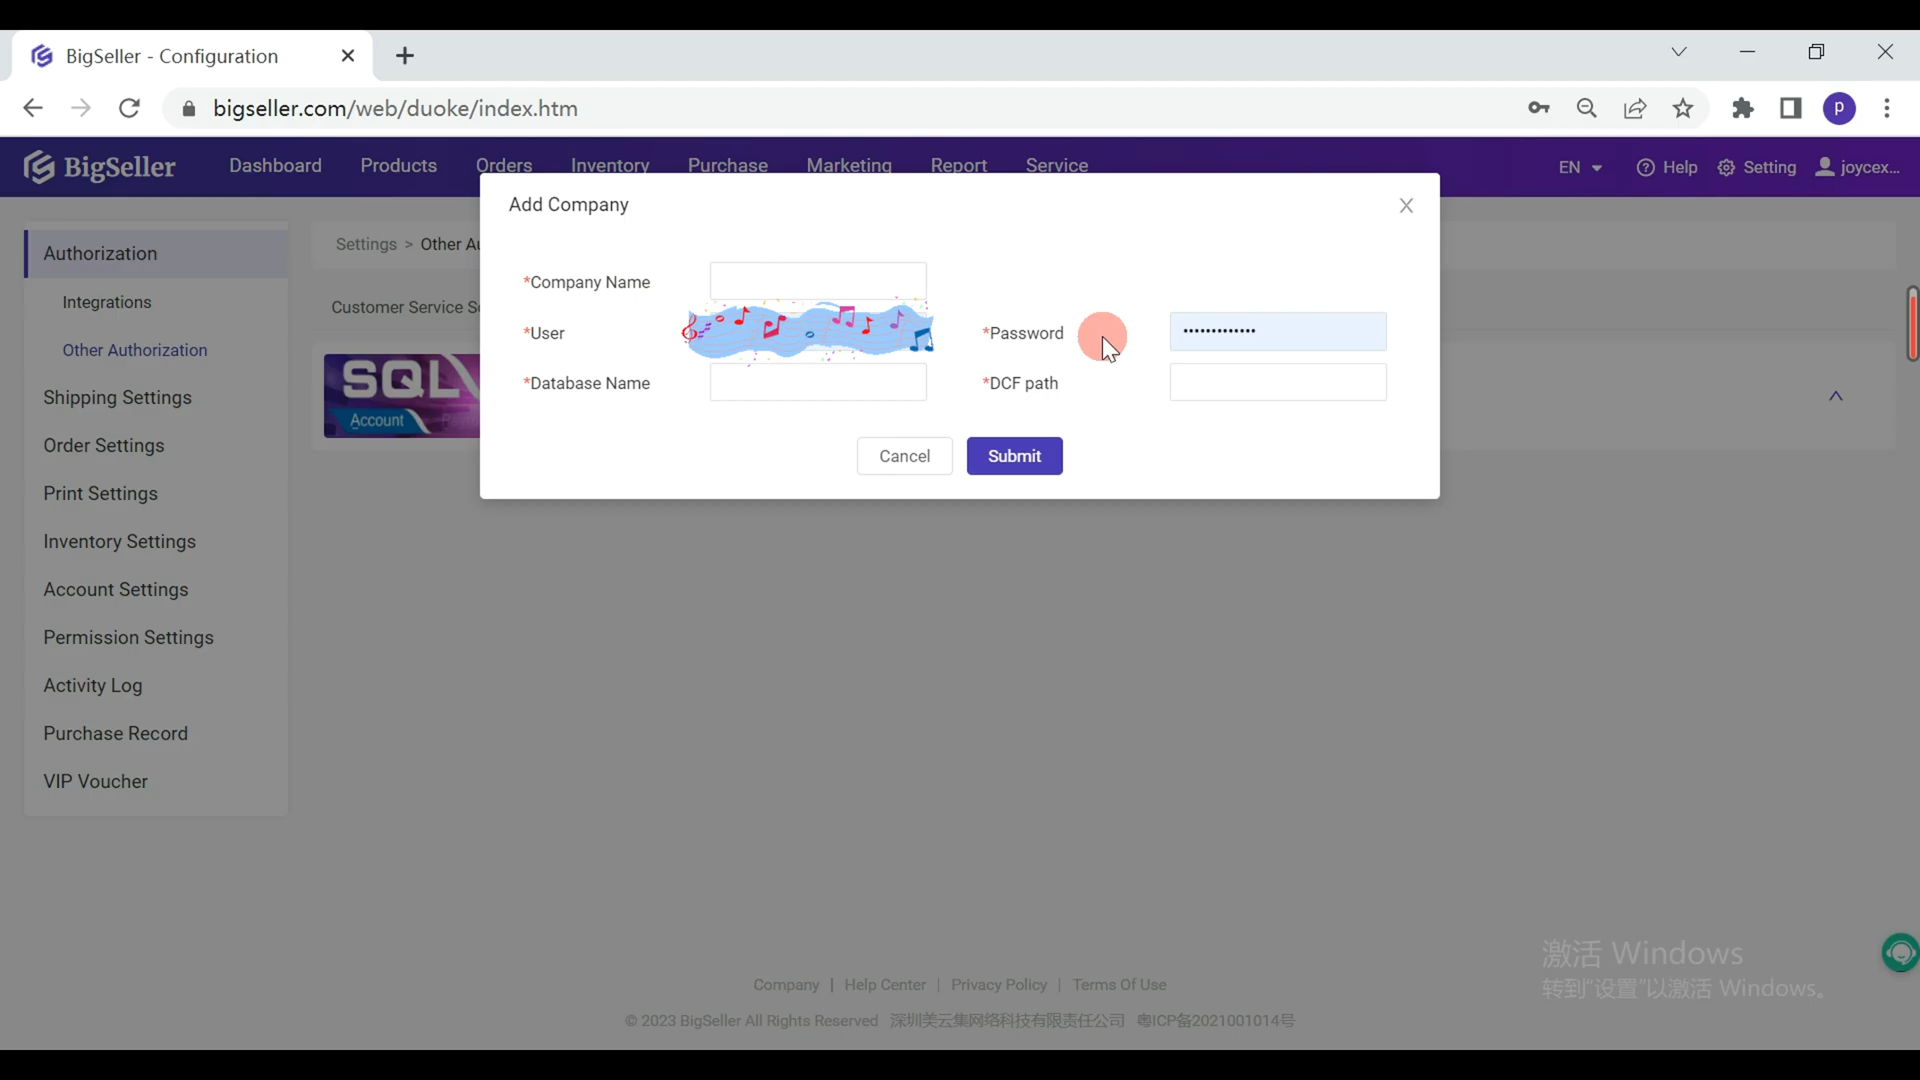 BigSeller - Configuration
bigseller.com/web/duoke/index.htm
P
BigSeller Dashboard Products Orders Inventory Purchase Marketing Report Service EN Help Setting joycex...
Authorization
Integrations
Other Authorization
Shipping Settings
Order Settings
Print Settings
Inventory Settings
Account Settings
Permission Settings
Activity Log
Purchase Record
VIP Voucher
Settings > Other Au
Customer Service S
SQL
Account
Add Company
*Company Name
*User *Password •••••••••••••
*Database Name *DCF path
Cancel Submit
激活 Windows
转到"设置"以激活 Windows。
Company | Help Center | Privacy Policy | Terms Of Use
© 2023 BigSeller All Rights Reserved 深圳美云集网络科技有限责任公司 粤ICP备2021001014号